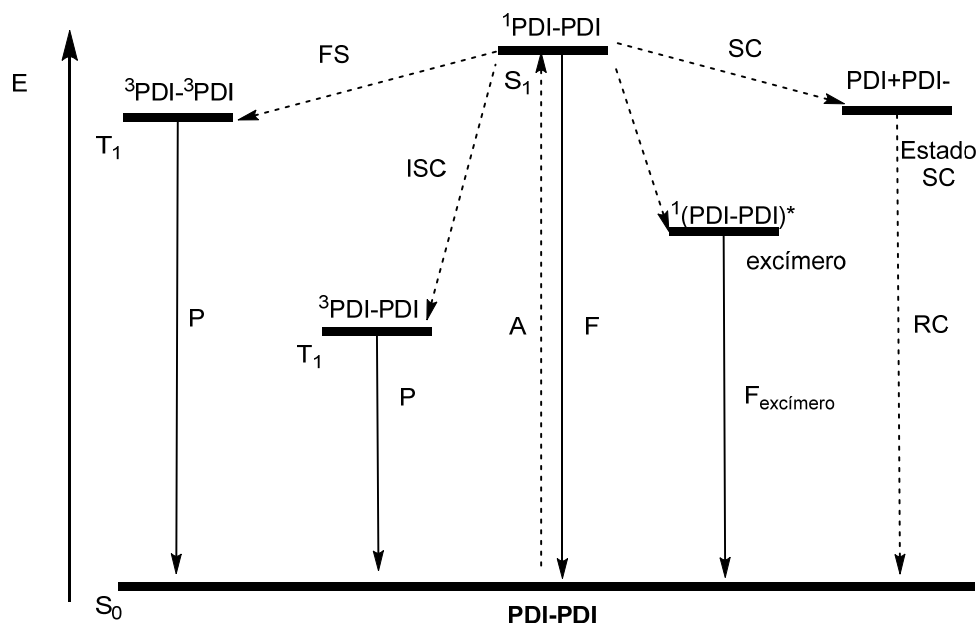 ¹PDI-PDI
FS
SC
E
³PDI-³PDI
S₁
PDI+PDI-
T₁
Estado
SC
ISC
¹(PDI-PDI)*
excímero
³PDI-PDI
P
A
F
RC
T₁
P
Fexcímero
S₀
PDI-PDI